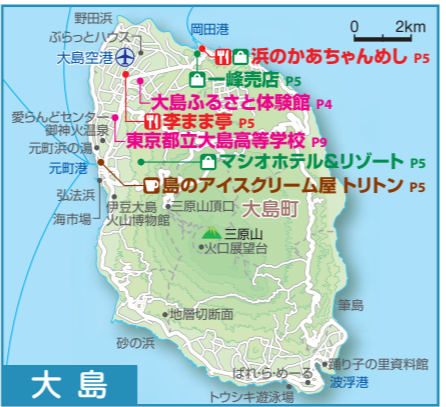 野田浜
ぶらっとハウス
岡田港
0 2km
大島空港
浜のかあちゃんめし P5
一峰売店 P5
大島ふるさと体験館 P4
李まま亭 P5
愛らんどセンター
御神火温泉
東京都立大島高等学校 P9
元町浜の湯
マシオホテル&リゾート P5
元町港
島のアイスクリーム屋 トリトン P5
弘法浜
海市場
伊豆大島
火山博物館
三原山頂口
大島町
三原山
火口展望台
筆島
地層切断面
砂の浜
踊り子の里資料館
ぱれ・ら・めーる
波浮港
トウシキ遊泳場
大島